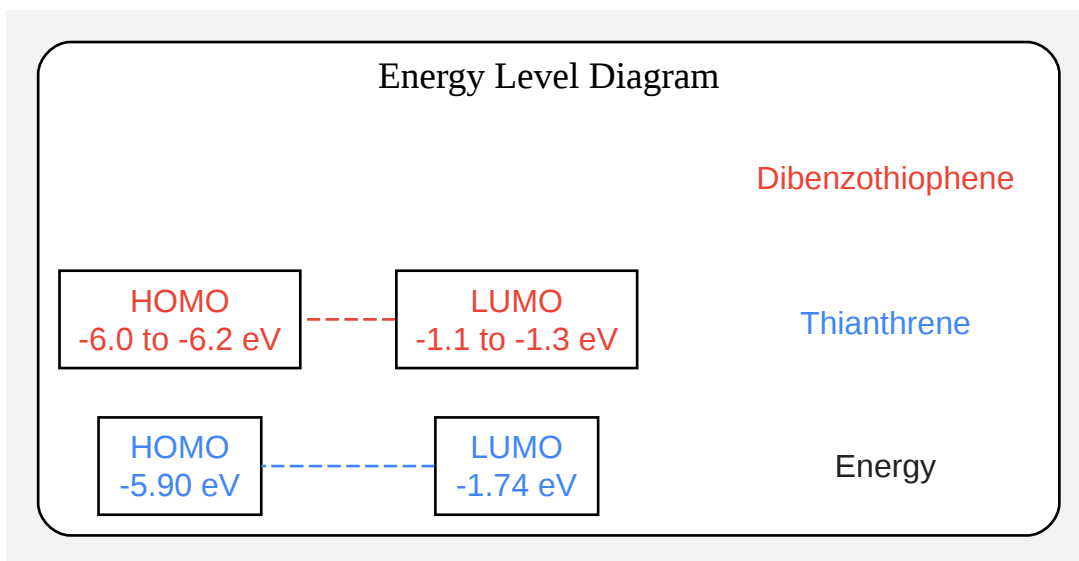 Energy Level Diagram
Dibenzothiophene
HOMO
-6.0 to -6.2 eV
LUMO
-1.1 to -1.3 eV
Thianthrene
HOMO
-5.90 eV
LUMO
-1.74 eV
Energy